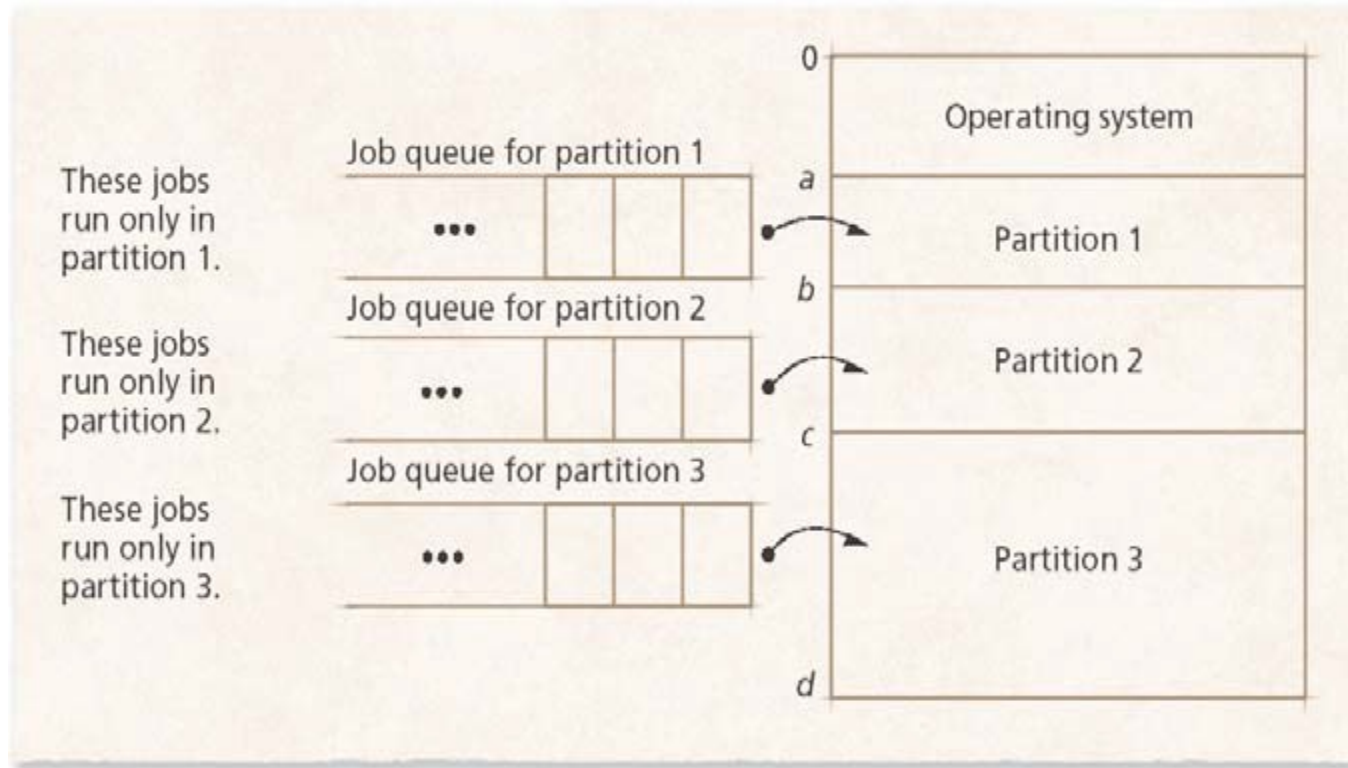 These jobs
run only in
partition 1.
Job queue for partition 1
...
These jobs
run only in
partition 2.
Job queue for partition 2
...
These jobs
run only in
partition 3.
Job queue for partition 3
...
0
Operating system
a
Partition 1
b
Partition 2
c
Partition 3
d